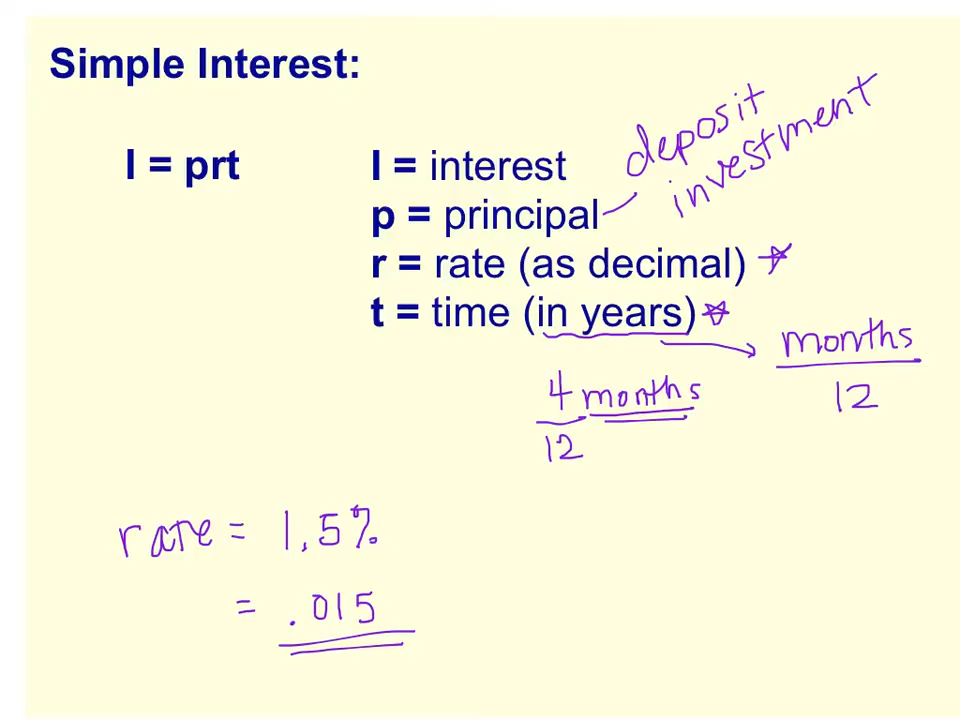 Simple Interest:
I = prt
I = interest
p = principal
deposit
investment
r = rate (as decimal)
t = time (in years)
months
12
4 months
12
rate = 1.5%
= .015